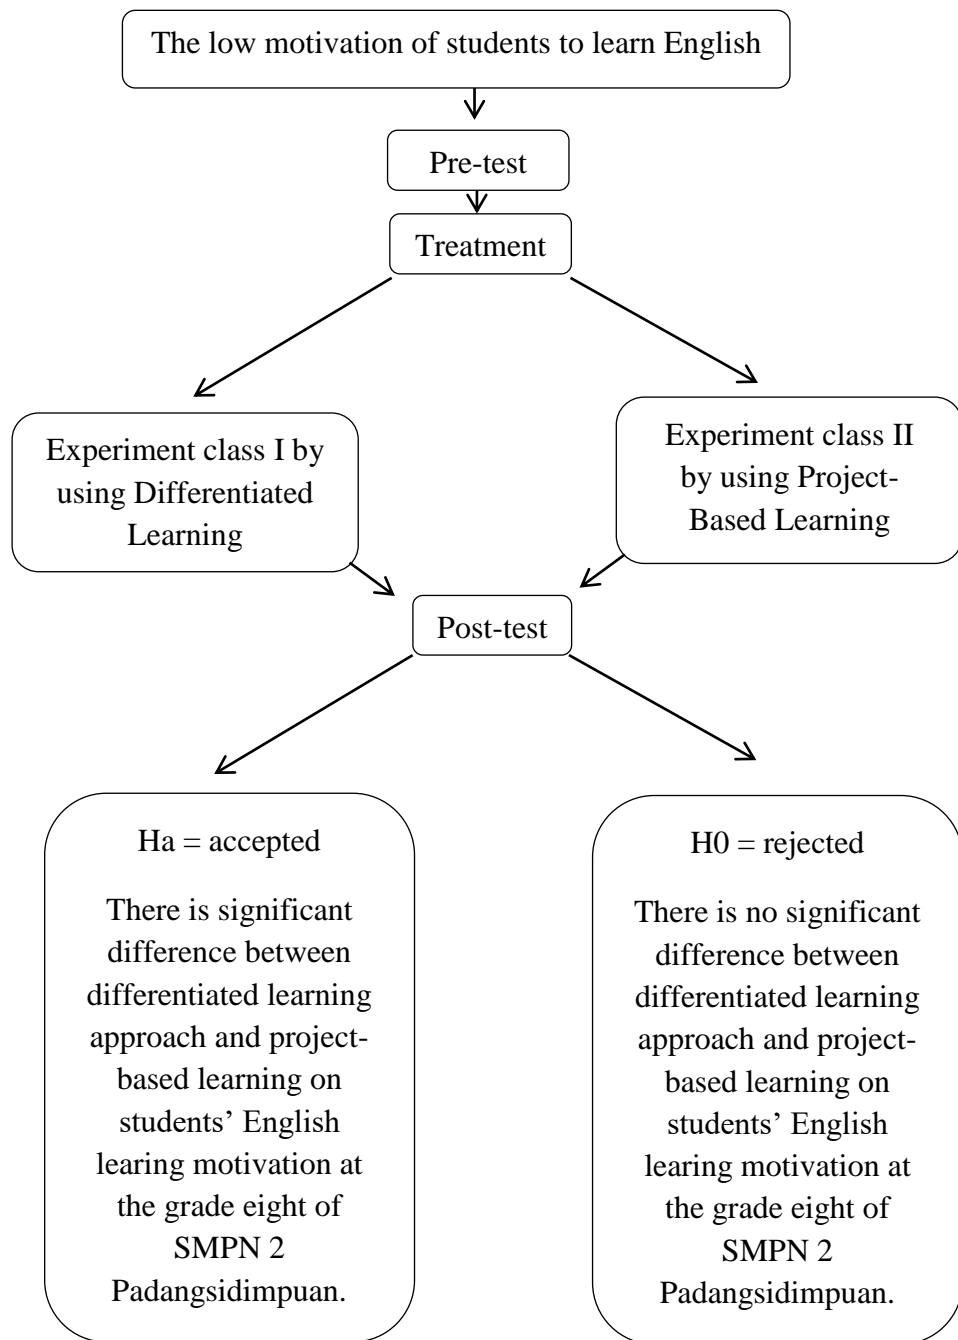 The low motivation of students to learn English
Pre-test
Treatment
Experiment class I by
using Differentiated
Learning
Experiment class II
by using Project-
Based Learning
Post-test
Ha = accepted
There is significant
difference between
differentiated learning
approach and project-
based learning on
students’ English
learing motivation at
the grade eight of
SMPN 2
Padangsidimpuan.
H0 = rejected
There is no significant
difference between
differentiated learning
approach and project-
based learning on
students’ English
learing motivation at
the grade eight of
SMPN 2
Padangsidimpuan.